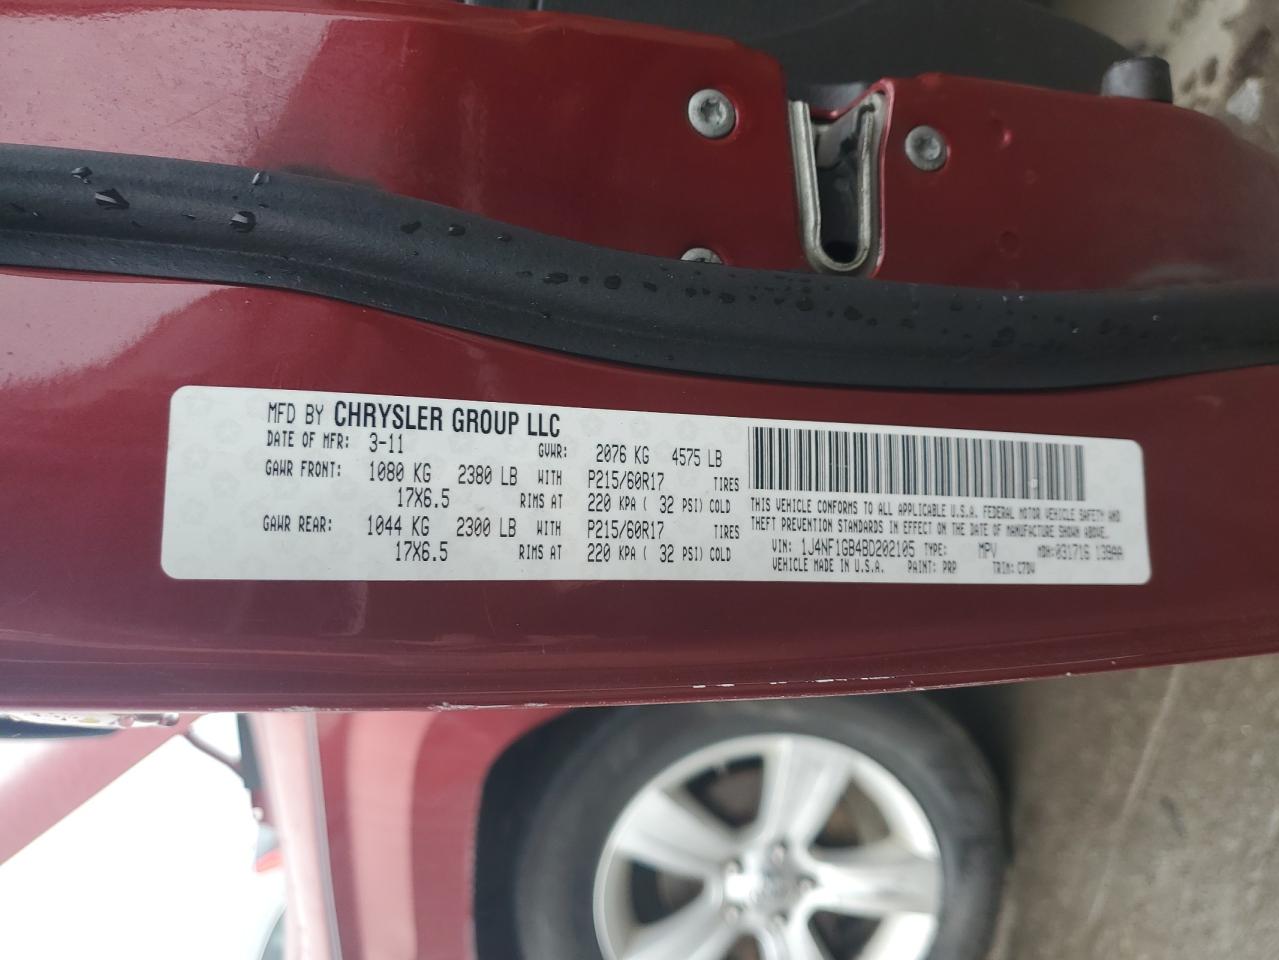 MFD BY CHRYSLER GROUP LLC
DATE OF MFR: 3-11 GVWR: 2076 KG 4575 LB
GAWR FRONT: 1080 KG 2380 LB WITH P215/60R17 TIRES
17X6.5 RIMS AT 220 KPA ( 32 PSI) COLD
GAWR REAR: 1044 KG 2300 LB WITH P215/60R17 TIRES
17X6.5 RIMS AT 220 KPA ( 32 PSI) COLD
THIS VEHICLE CONFORMS TO ALL APPLICABLE U.S.A. FEDERAL MOTOR VEHICLE SAFETY AND
THEFT PREVENTION STANDARDS IN EFFECT ON THE DATE OF MANUFACTURE SHOWN ABOVE.
VIN: 1J4NF1GB4BD202105 TYPE: MPV MDH: 031716 139AA
VEHICLE MADE IN U.S.A. PAINT: PRP TRIM: C7DV